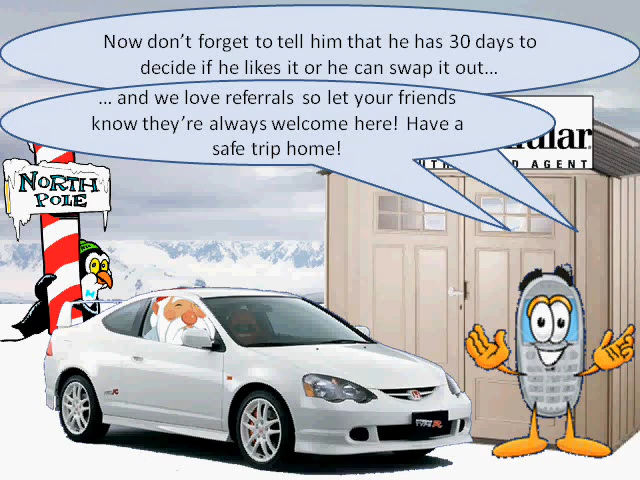 Now don't forget to tell him that he has 30 days to
decide if he likes it or he can swap it out…
… and we love referrals so let your friends
know they're always welcome here! Have a
safe trip home!
NORTH
POLE
AGENT
TYPE R